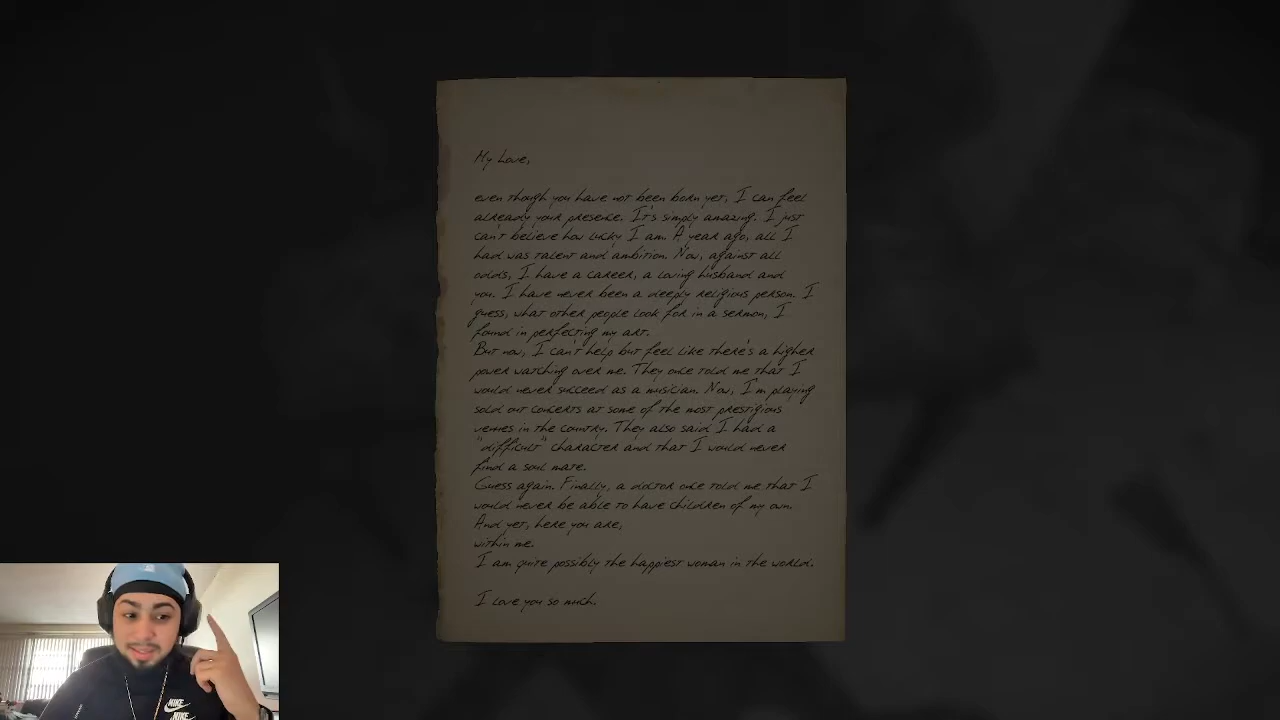 My Love,
even though you have not been born yet, I can feel
already your presence. It's simply amazing. I just
can't believe how lucky I am. A year ago, all I
had was talent and ambition. Now, against all
odds, I have a career, a loving husband and
you. I have never been a deeply religious person. I
guess, what other people look for in a sermon, I
found in perfecting my art.
But now, I can't help but feel like there's a higher
power watching over me. They once told me that I
would never succeed as a musician. Now, I'm playing
sold out concerts at some of the most prestigious
venues in the country. They also said I had a
"difficult" character and that I would never
find a soul mate.
Guess again. Finally, a doctor once told me that I
would never be able to have children of my own.
And yet, here you are,
within me.
I am quite possibly the happiest woman in the world.
I love you so much.
NIKE
NIKE